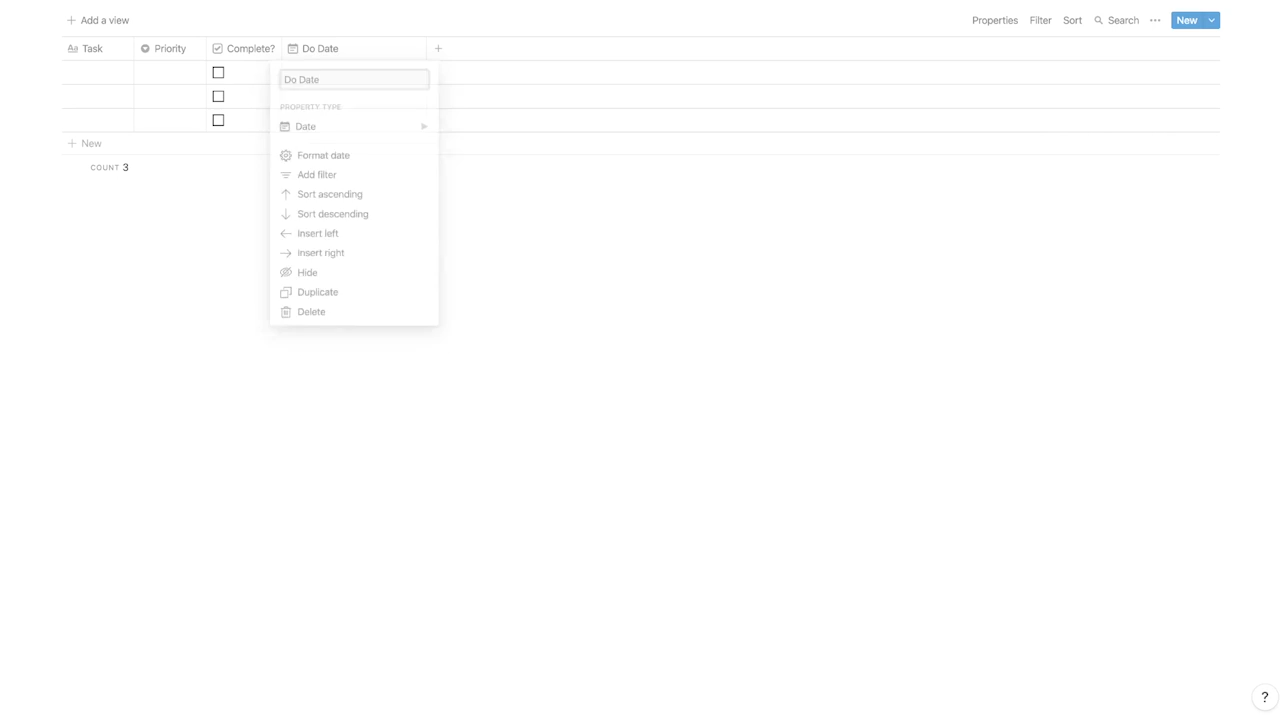 Add a view
Properties Filter Sort Search New
Task Priority Complete? Do Date
Do Date
PROPERTY TYPE
Date
New
Format date
COUNT 3
Add filter
Sort ascending
Sort descending
Insert left
Insert right
Hide
Duplicate
Delete
?